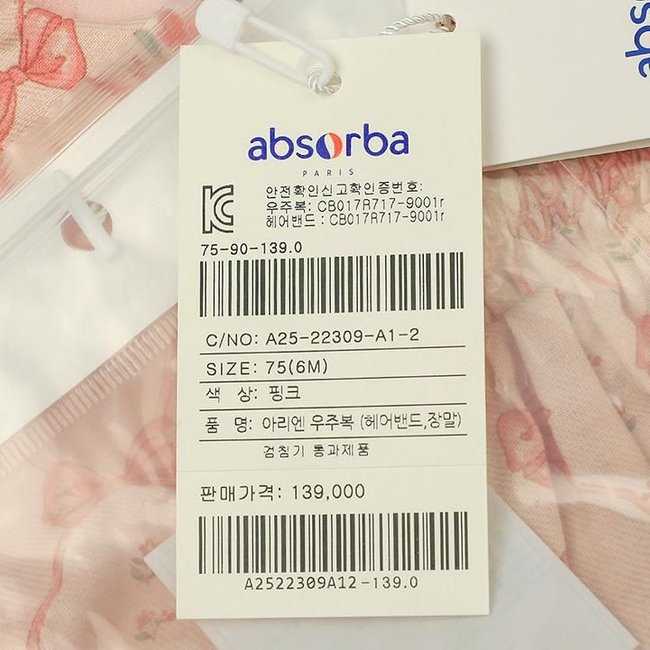 absorba
PARIS
안전확인신고확인증번호:
우주복: CB017R717-9001r
헤어밴드 : CB017R717-9001r
75-90-139.0
C/NO: A25-22309-A1-2
SIZE: 75(6M)
색 상: 핑크
품 명: 아리엔 우주복 (헤어밴드,장말)
검침기 통과제품
판매가격: 139,000
A2522309A12-139.0
abs